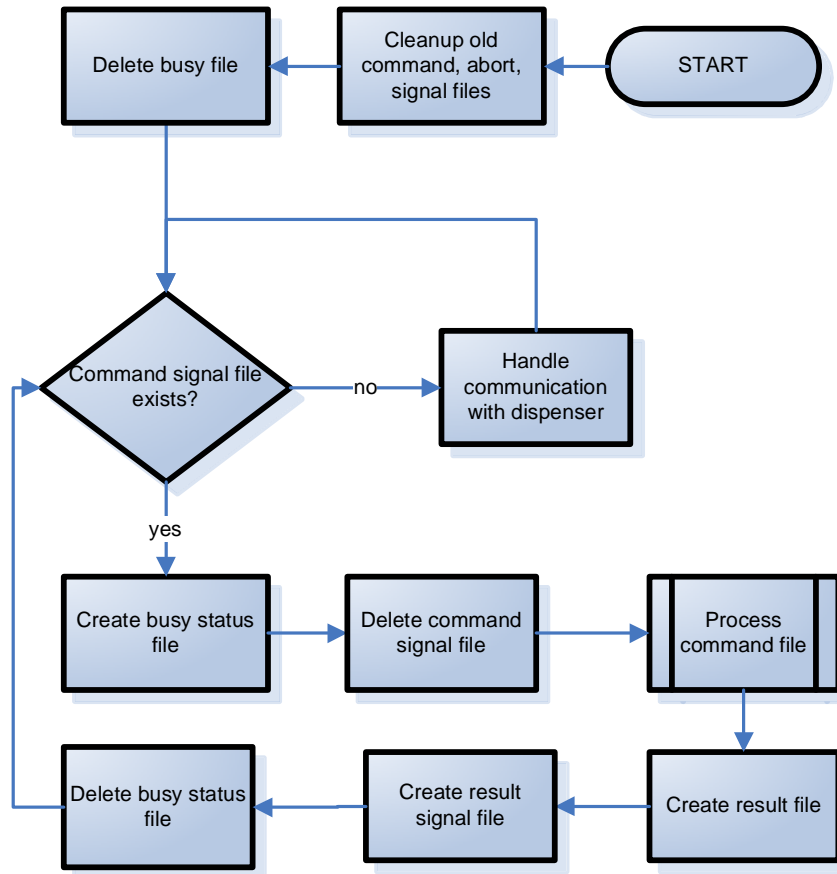 START
Cleanup old
command, abort,
signal files
Delete busy file
Command signal file
exists?
no
Handle
communication
with dispenser
yes
Create busy status
file
Delete command
signal file
Process
command file
Create result file
Create result
signal file
Delete busy status
file